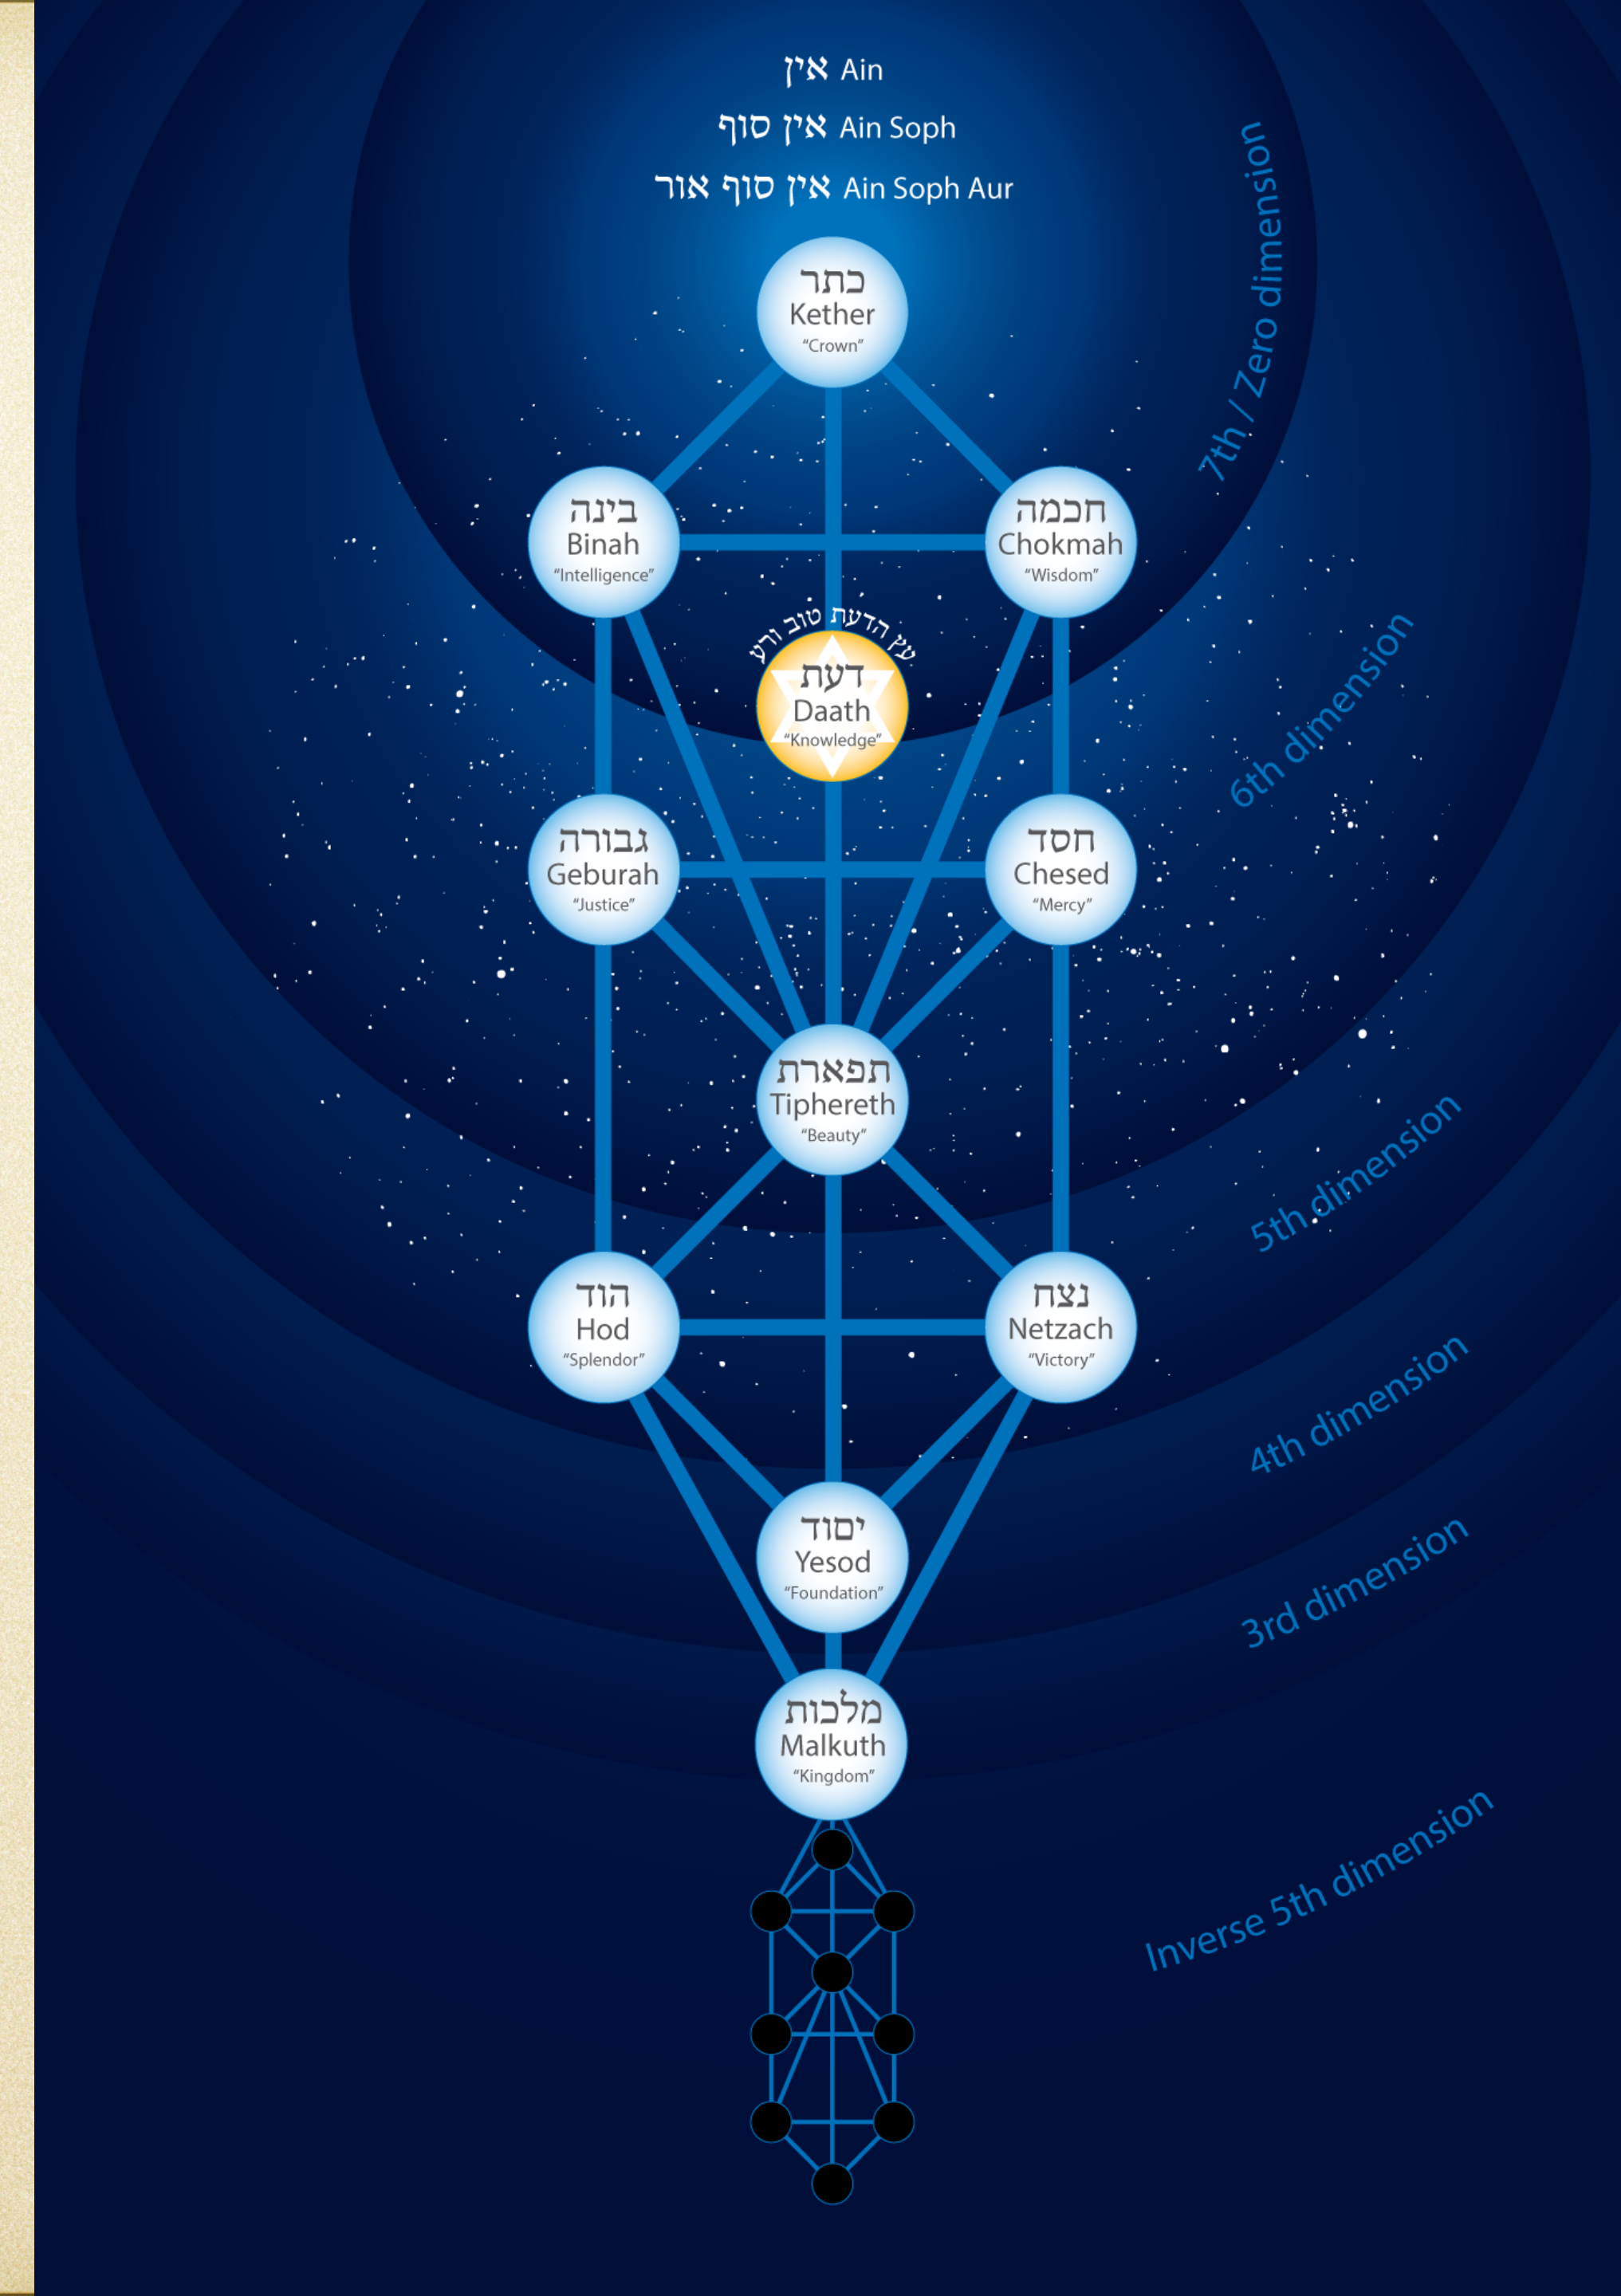 אין Ain
אין סוף Ain Soph
אין סוף אור Ain Soph Aur
7th / Zero dimension
כתר
Kether
“Crown”
בינה
Binah
“Intelligence”
חכמה
Chokmah
“Wisdom”
עץ הדעת טוב ורע
דעת
Daath
“Knowledge”
6th dimension
גבורה
Geburah
“Justice”
חסד
Chesed
“Mercy”
תפארת
Tiphereth
“Beauty”
5th dimension
הוד
Hod
“Splendor”
נצח
Netzach
“Victory”
4th dimension
יסוד
Yesod
“Foundation”
3rd dimension
מלכות
Malkuth
“Kingdom”
Inverse 5th dimension